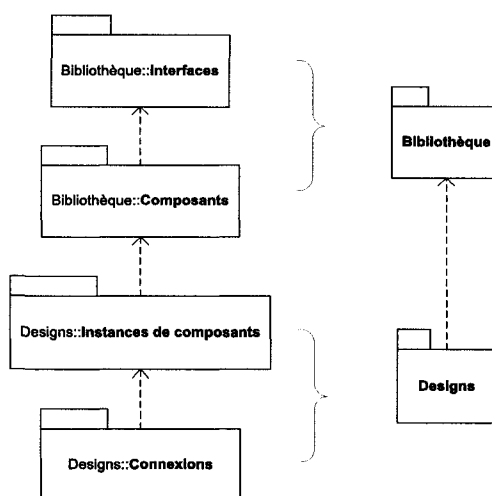 Bibliothèque::Interfaces
Bibliothèque
Bibliothèque::Composants
Designs::Instances de composants
Designs
Designs::Connexions